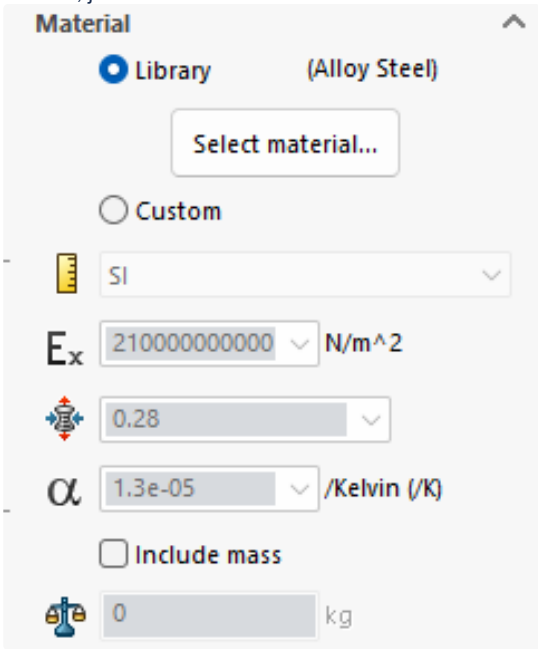 Material
Library (Alloy Steel)
Select material...
Custom
SI
Ex 210000000000 N/m^2
0.28
α 1.3e-05 /Kelvin (/K)
Include mass
0 kg